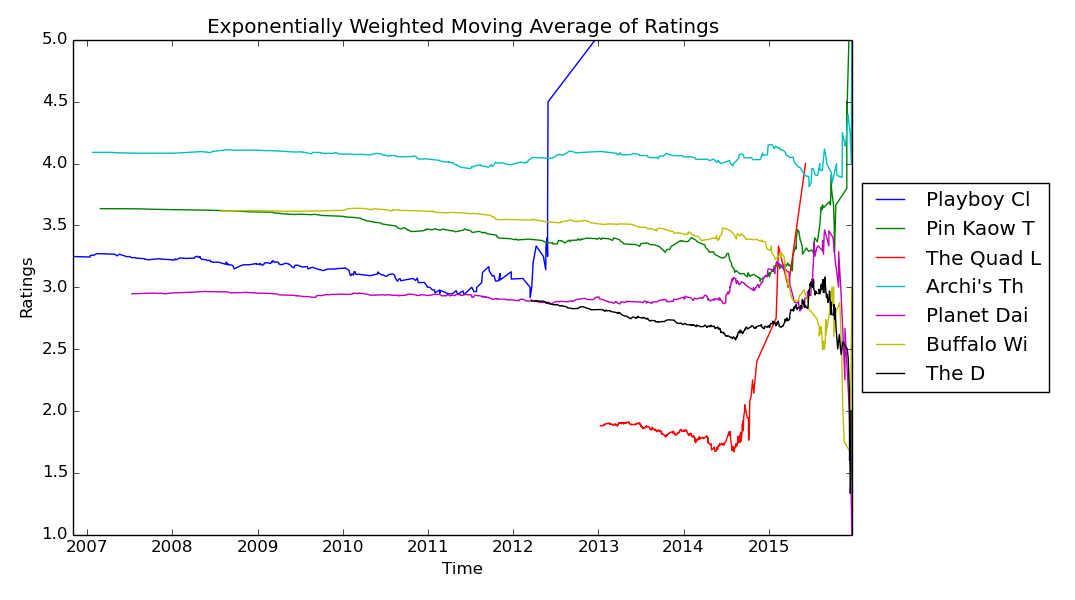 Exponentially Weighted Moving Average of Ratings
5.0
4.5
4.0
3.5
3.0
2.5
2.0
1.5
1.0
Ratings
2007 2008 2009 2010 2011 2012 2013 2014 2015
Time
Playboy Cl
Pin Kaow T
The Quad L
Archi's Th
Planet Dai
Buffalo Wi
The D